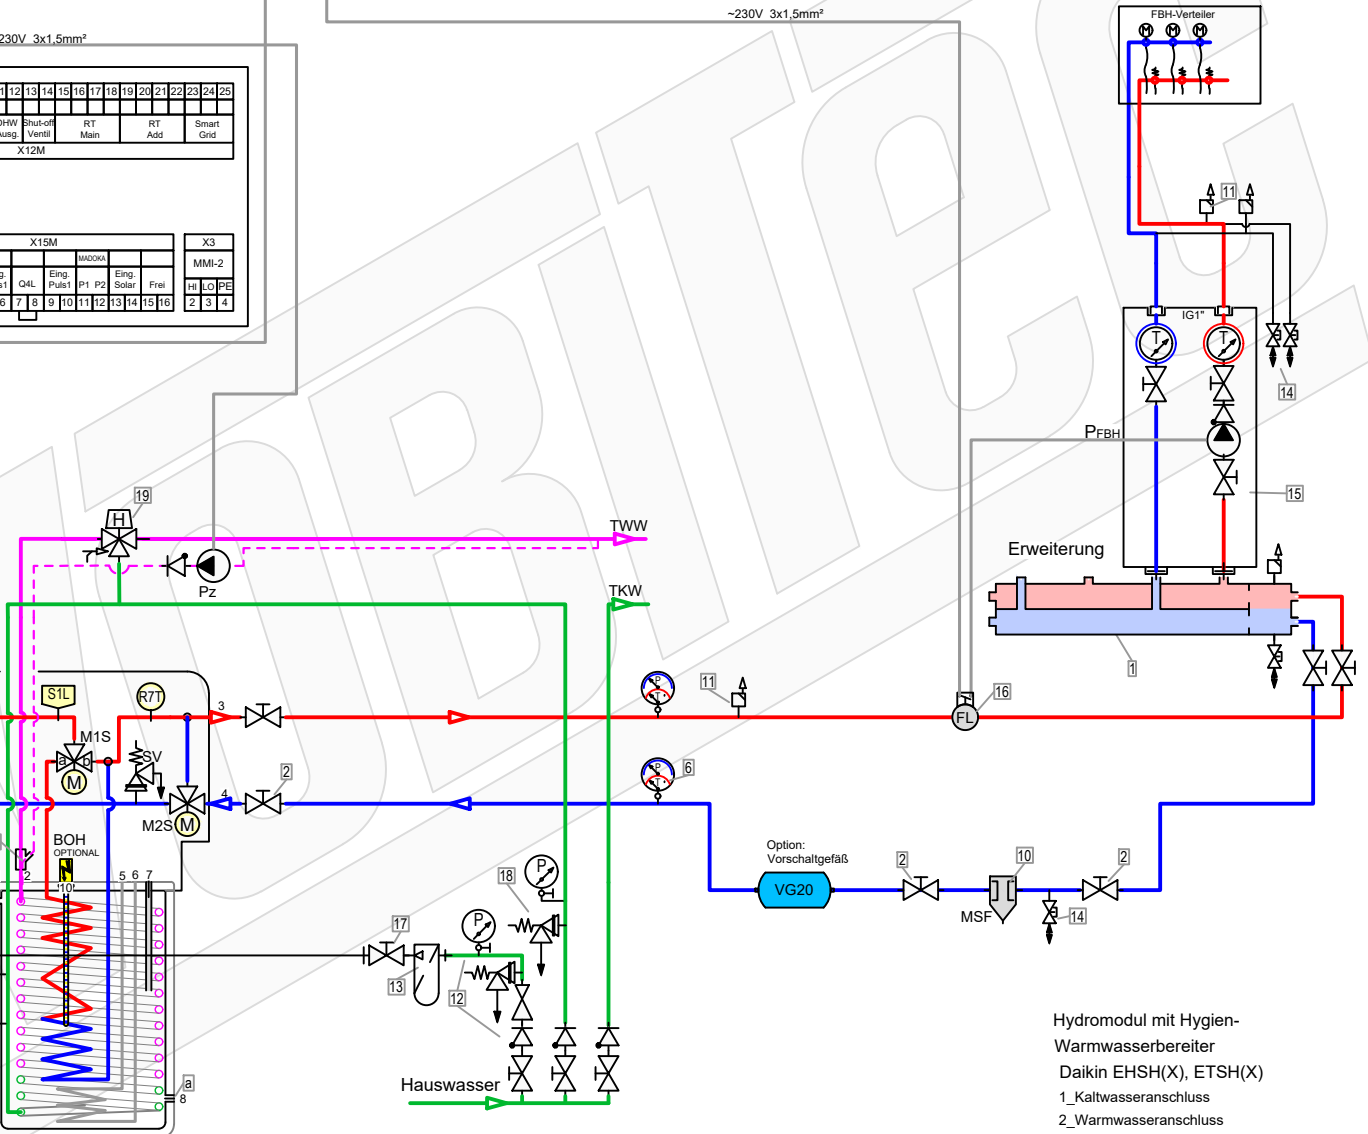 ~230V 3x1,5mm²
230V 3x1,5mm²
FBH-Verteiler
M M M
12 13 14 15 16 17 18 19 20 21 22 23 24 25
Shut-off Ventil
RT Main
RT Add
Smart Grid
X12M
X15M
X3
MADOKA
MMI-2
Q4L
Eing. Puls1
P1 P2
Eing. Solar
Frei
HI LO PE
6 7 8 9 10 11 12 13 14 15 16
2 3 4
11
IG1"
T T
14
PFBH
15
19
H
TWW
Pz
Erweiterung
TKW
1
S1L
R7T
3
P
T
11
16
FL
M1S
a b
M
SV
2
P
T
6
4
M2S
M
BOH
OPTIONAL
10
2
5 6 7
Option:
Vorschaltgefäß
VG20
2
10
2
MSF
14
18
P
P
17
13
12
a
8
Hauswasser
Hydromodul mit Hygien-
Warmwasserbereiter
Daikin EHSH(X), ETSH(X)
1_Kaltwasseranschluss
2_Warmwasseranschluss